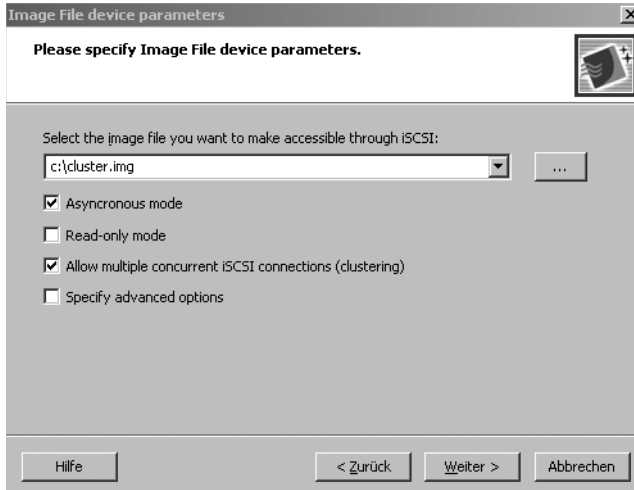 Image File device parameters
Please specify Image File device parameters.
Select the image file you want to make accessible through iSCSI:
c:\cluster.img
...
Asyncronous mode
Read-only mode
Allow multiple concurrent iSCSI connections (clustering)
Specify advanced options
Hilfe
< Zurück
Weiter >
Abbrechen